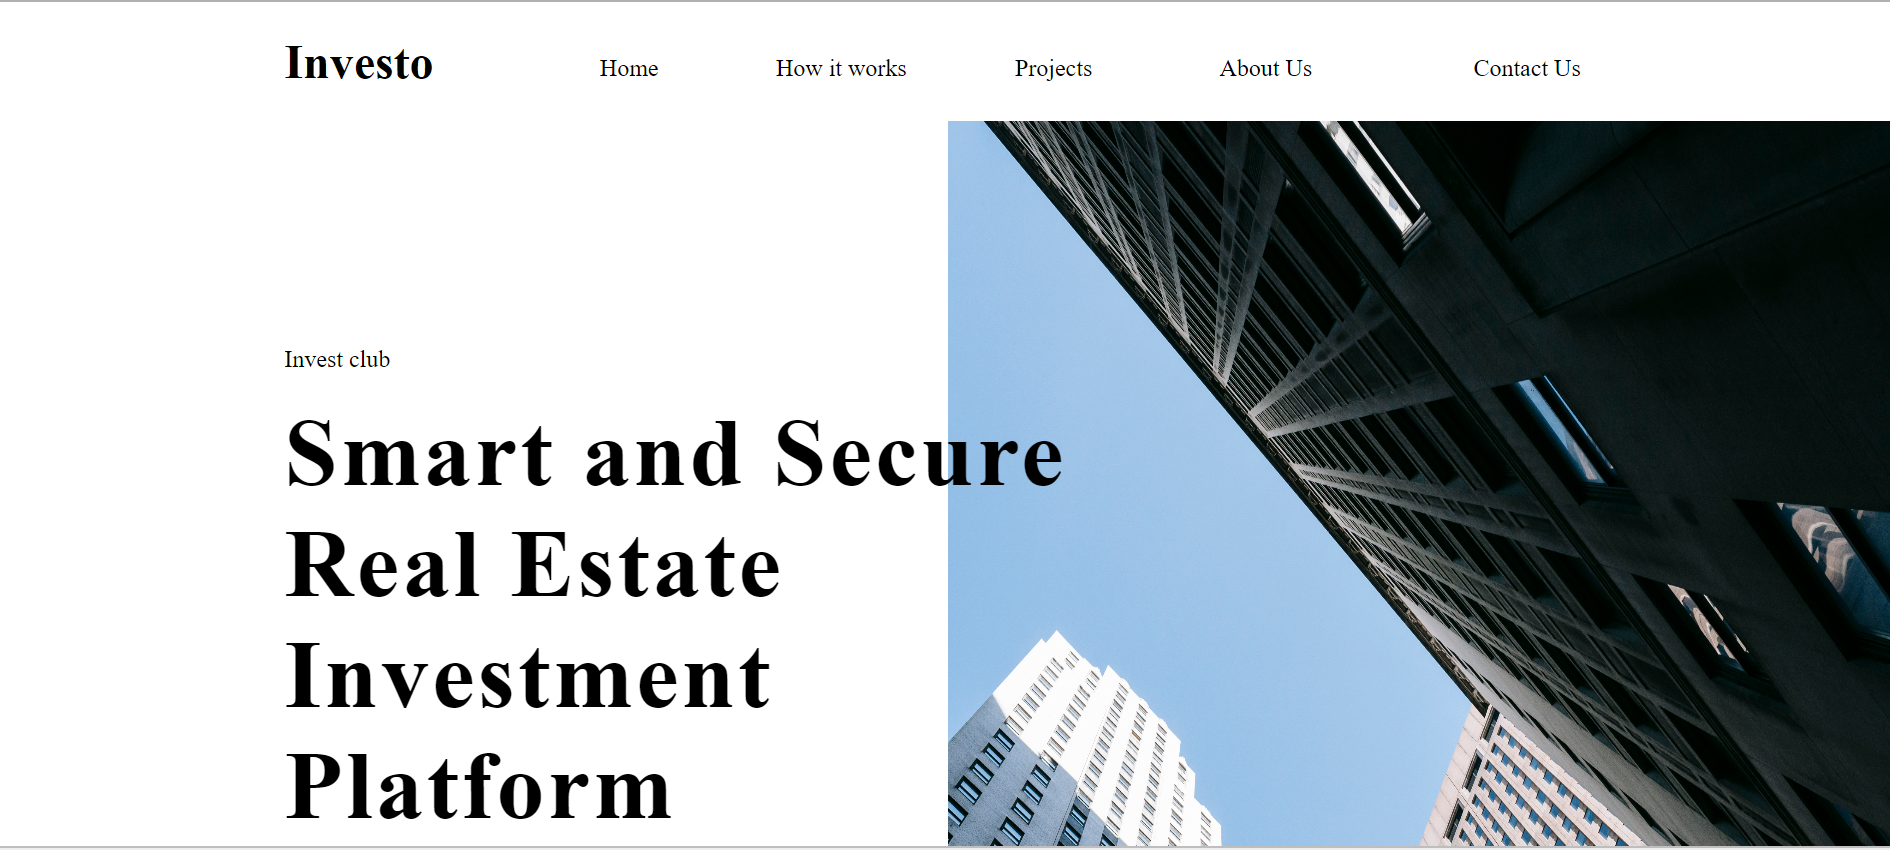 Investo
Home How it works Projects About Us Contact Us
Invest club
Smart and Secure
Real Estate
Investment
Platform